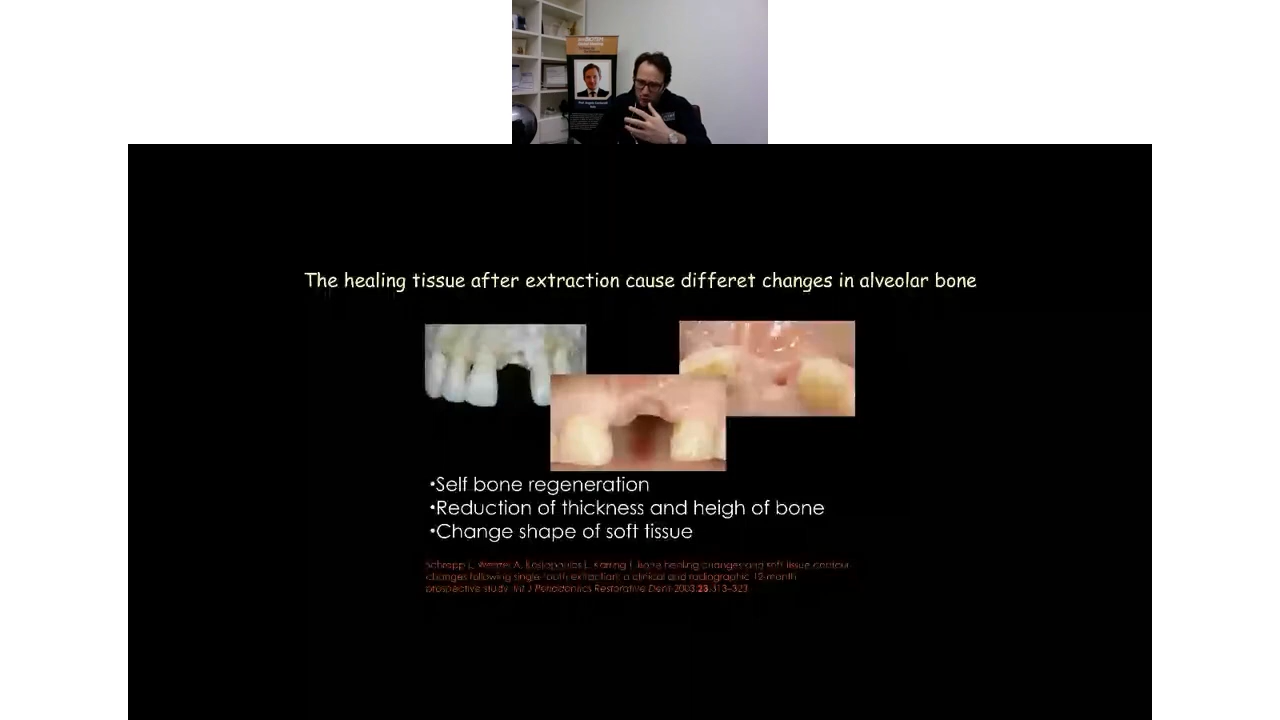 The healing tissue after extraction cause differet changes in alveolar bone
•Self bone regeneration
•Reduction of thickness and heigh of bone
•Change shape of soft tissue
Schropp L, Wenzel A, Kostopoulos L, Karring T. Bone healing changes and soft tissue contour
changes following single-tooth extraction: a clinical and radiographic 12-month
prospective study. Int J Periodontics Restorative Dent 2003;23:313–323